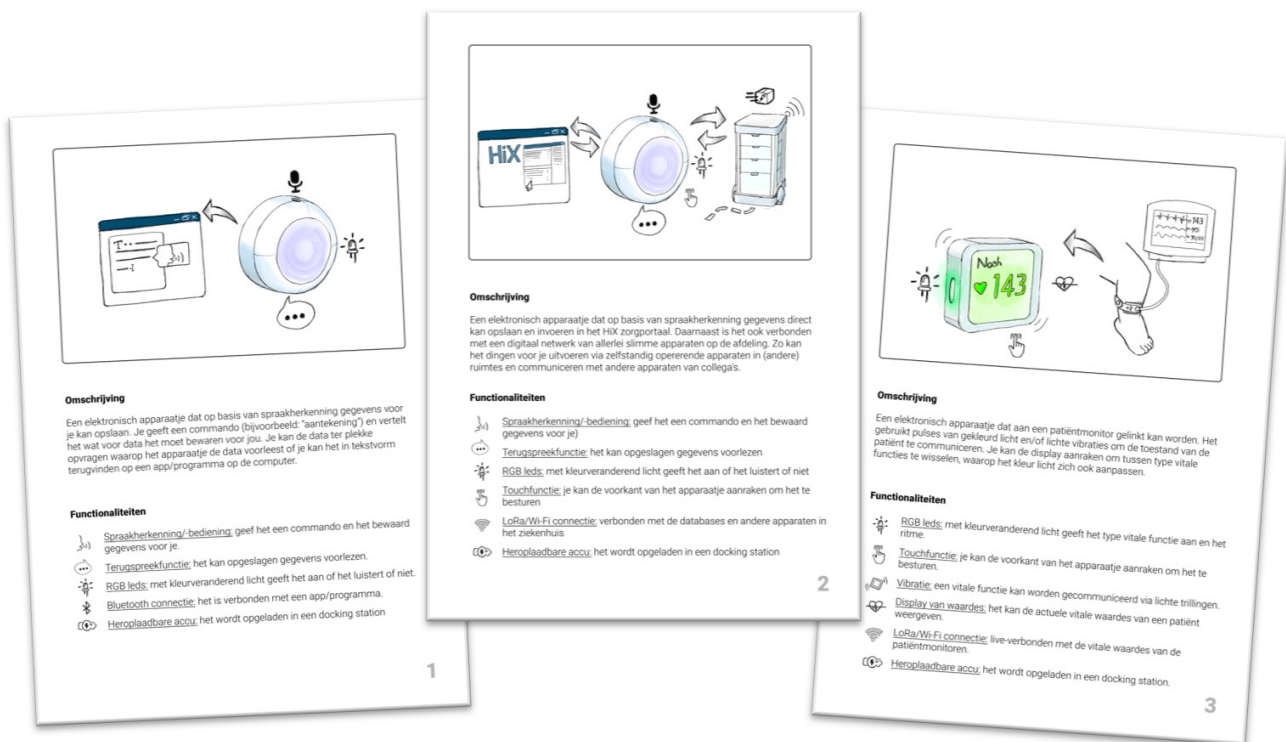 T
Omschrijving
Een elektronisch apparaatje dat op basis van spraakherkenning gegevens voor
je kan opslaan. Je geeft een commando (bijvoorbeeld: "aantekening") en vertelt
het wat voor data het moet bewaren voor jou. Je kan de data ter plekke
opvragen waarop het apparaatje de data voorleest of je kan het in tekstvorm
terugvinden op een app/programma op de computer.
Functionaliteiten
Spraakherkenning/-bediening: geef het een commando en het bewaard
gegevens voor je.
Terugspreekfunctie: het kan opgeslagen gegevens voorlezen.
RGB leds: met kleurveranderend licht geeft het aan of het luistert of niet.
Bluetooth connectie: het is verbonden met een app/programma.
Heroplaadbare accu: het wordt opgeladen in een docking station
1
HiX
Omschrijving
Een elektronisch apparaatje dat op basis van spraakherkenning gegevens direct
kan opslaan en invoeren in het HiX zorgportaal. Daarnaast is het ook verbonden
met een digitaal netwerk van allerlei slimme apparaten op de afdeling. Zo kan
het dingen voor je uitvoeren via zelfstandig opererende apparaten in (andere)
ruimtes en communiceren met andere apparaten van collega's.
Functionaliteiten
Spraakherkenning/-bediening: geef het een commando en het bewaard
gegevens voor je)
Terugspreekfunctie: het kan opgeslagen gegevens voorlezen
RGB leds: met kleurveranderend licht geeft het aan of het luistert of niet
Touchfunctie: je kan de voorkant van het apparaatje aanraken om het te
besturen
LoRa/Wi-Fi connectie: verbonden met de databases en andere apparaten in
het ziekenhuis
Heroplaadbare accu: het wordt opgeladen in een docking station
2
Noah
143
143
95
Omschrijving
Een elektronisch apparaatje dat aan een patiëntmonitor gelinkt kan worden. Het
gebruikt pulses van gekleurd licht en/of lichte vibraties om de toestand van de
patiënt te communiceren. Je kan de display aanraken om tussen type vitale
functies te wisselen, waarop het kleur licht zich ook aanpassen.
Functionaliteiten
RGB leds: met kleurveranderend licht geeft het type vitale functie aan en het
ritme.
Touchfunctie: je kan de voorkant van het apparaatje aanraken om het te
besturen.
Vibratie: een vitale functie kan worden gecommuniceerd via lichte trillingen.
Display van waardes: het kan de actuele vitale waardes van een patiënt
weergeven.
LoRa/Wi-Fi connectie: live-verbonden met de vitale waardes van de
patiëntmonitoren.
Heroplaadbare accu: het wordt opgeladen in een docking station.
3